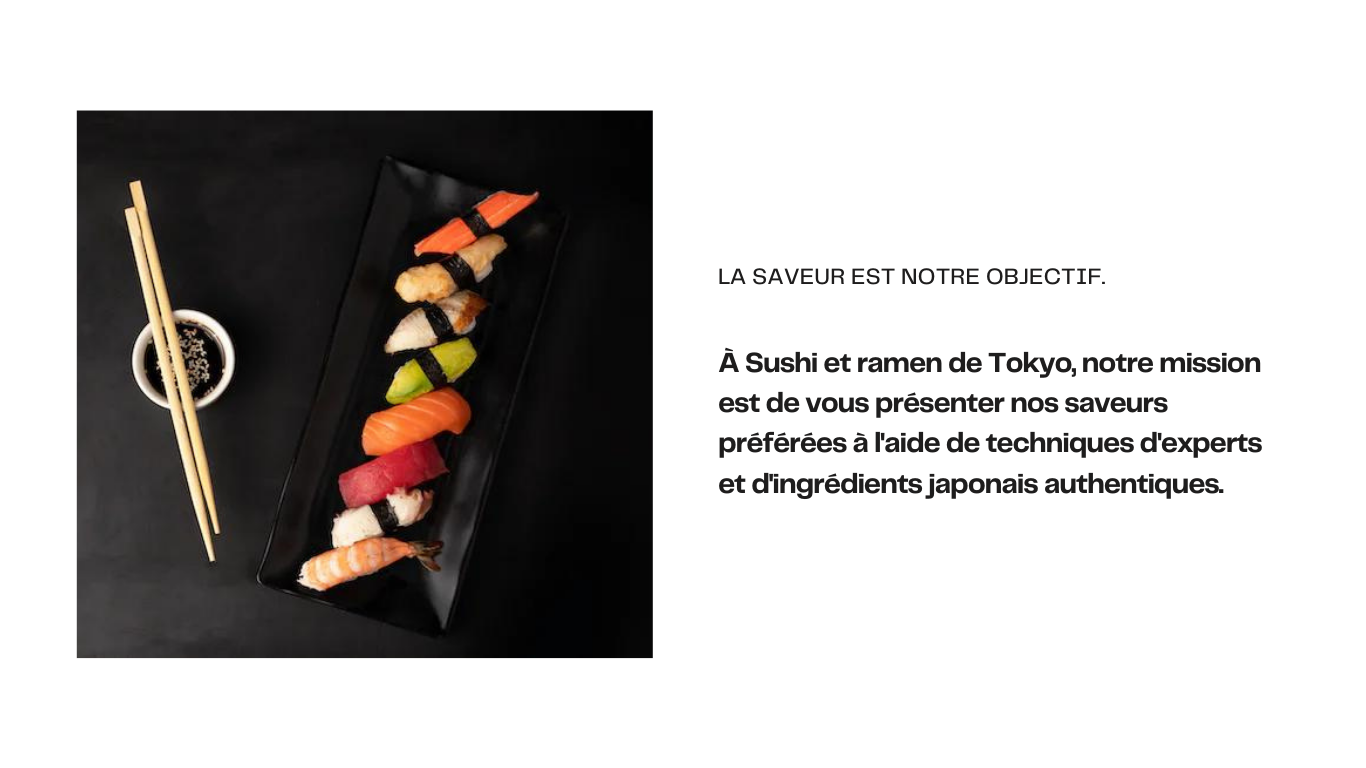 LA SAVEUR EST NOTRE OBJECTIF.
À Sushi et ramen de Tokyo, notre mission
est de vous présenter nos saveurs
préférées à l'aide de techniques d'experts
et d'ingrédients japonais authentiques.